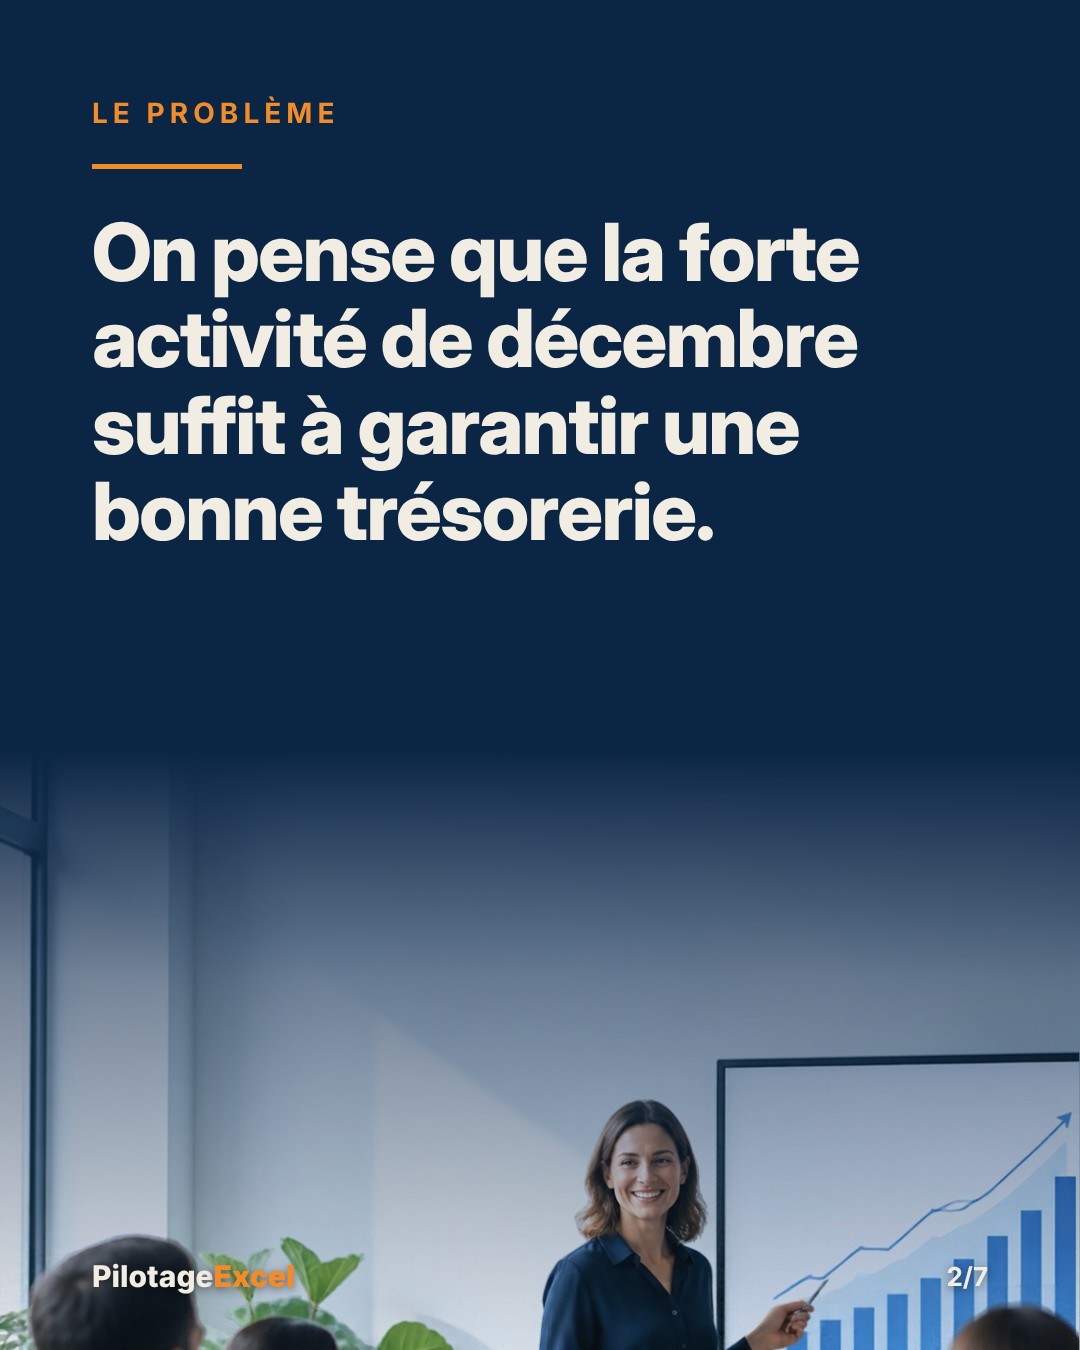 LE PROBLÈME
On pense que la forte
activité de décembre
suffit à garantir une
bonne trésorerie.
PilotageExcel
2/7